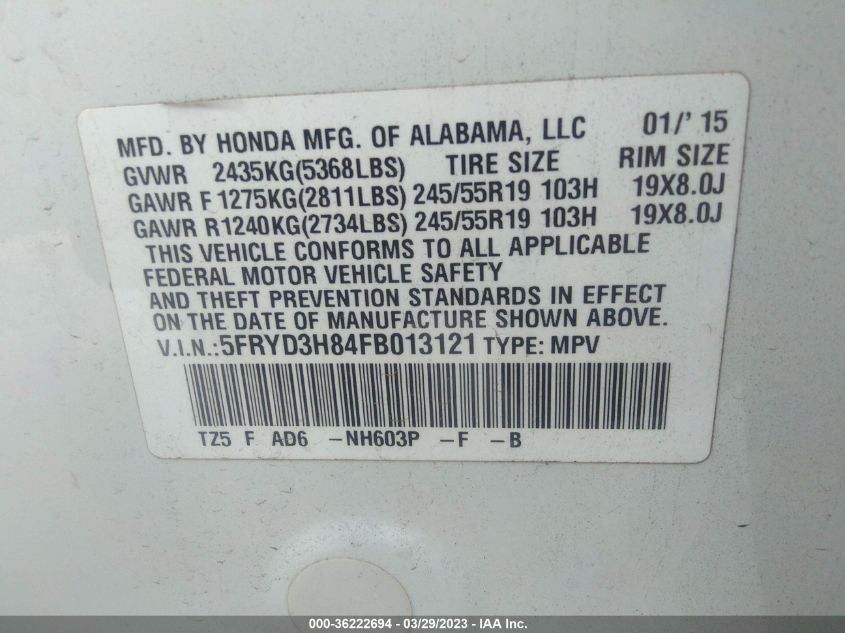 MFD. BY HONDA MFG. OF ALABAMA, LLC 01/' 15
GVWR 2435KG(5368LBS) TIRE SIZE RIM SIZE
GAWR F 1275KG(2811LBS) 245/55R19 103H 19X8.0J
GAWR R1240KG(2734LBS) 245/55R19 103H 19X8.0J
THIS VEHICLE CONFORMS TO ALL APPLICABLE
FEDERAL MOTOR VEHICLE SAFETY
AND THEFT PREVENTION STANDARDS IN EFFECT
ON THE DATE OF MANUFACTURE SHOWN ABOVE.
V.I.N.:5FRYD3H84FB013121 TYPE: MPV
TZ5 F AD6 -NH603P -F -B
000-36222694 - 03/29/2023 - IAA Inc.